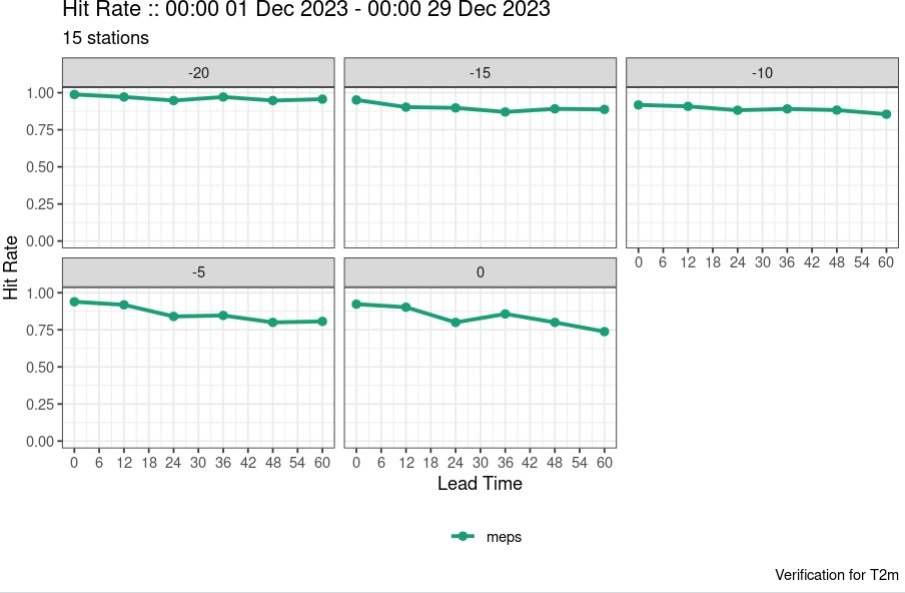 Hit Rate :: 00:00 01 Dec 2023 - 00:00 29 Dec 2023
15 stations
-20 -15 -10
1.00
0.75
0.50
0.25
0.00
0 6 12 18 24 30 36 42 48 54 60
-5 0
1.00
0.75
0.50
0.25
0.00
0 6 12 18 24 30 36 42 48 54 60 0 6 12 18 24 30 36 42 48 54 60
Hit Rate
Lead Time
meps
Verification for T2m